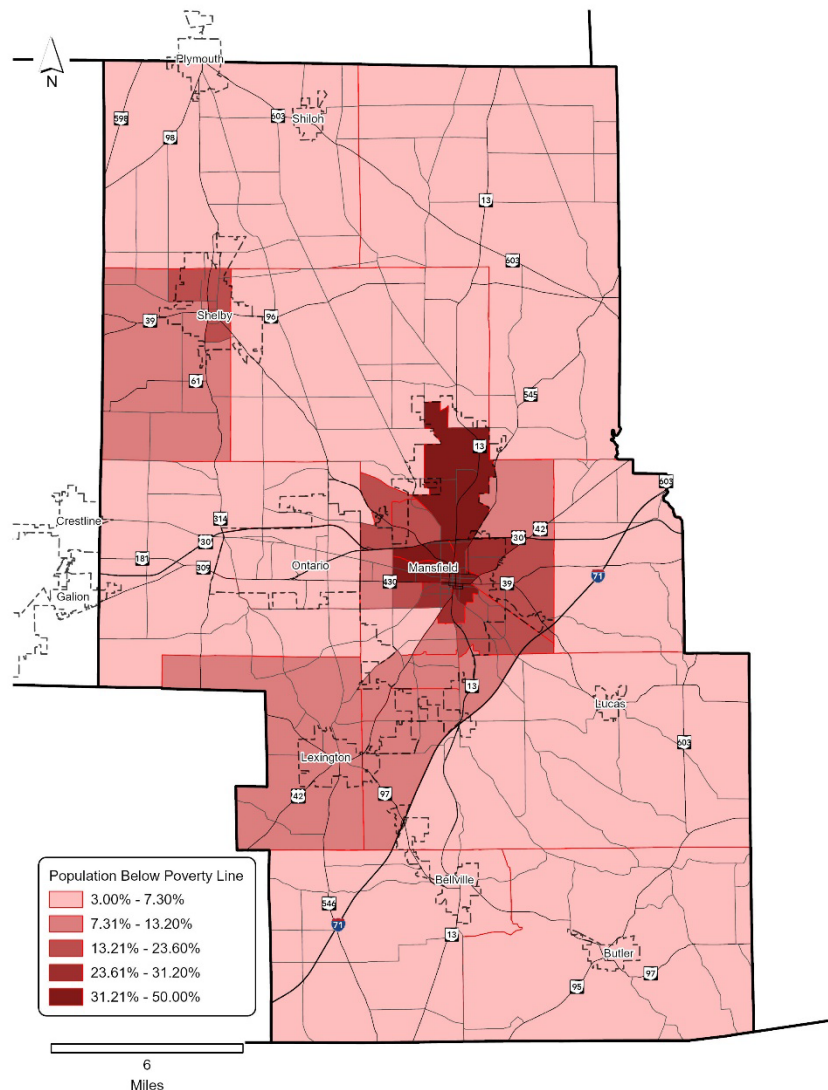 Plymouth
N
598
603
Shiloh
98
13
603
39
Shelby
96
61
545
13
603
Crestline
314
42
30
30
181
Ontario
Mansfield
309
430
39
71
Galion
13
Lucas
603
Lexington
42
97
Population Below Poverty Line
3.00% - 7.30%
7.31% - 13.20%
13.21% - 23.60%
23.61% - 31.20%
31.21% - 50.00%
Bellville
546
71
13
Butler
97
95
6
Miles